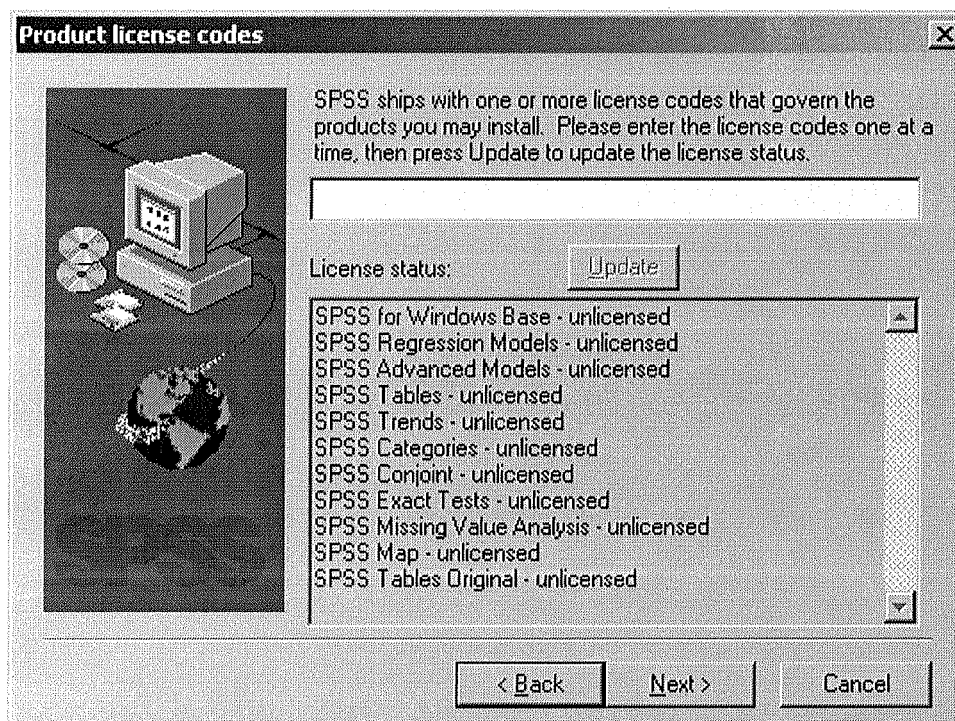 Product license codes
SPSS ships with one or more license codes that govern the
products you may install. Please enter the license codes one at a
time, then press Update to update the license status.
License status:
Update
SPSS for Windows Base - unlicensed
SPSS Regression Models - unlicensed
SPSS Advanced Models - unlicensed
SPSS Tables - unlicensed
SPSS Trends - unlicensed
SPSS Categories - unlicensed
SPSS Conjoint - unlicensed
SPSS Exact Tests - unlicensed
SPSS Missing Value Analysis - unlicensed
SPSS Map - unlicensed
SPSS Tables Original - unlicensed
< Back
Next >
Cancel